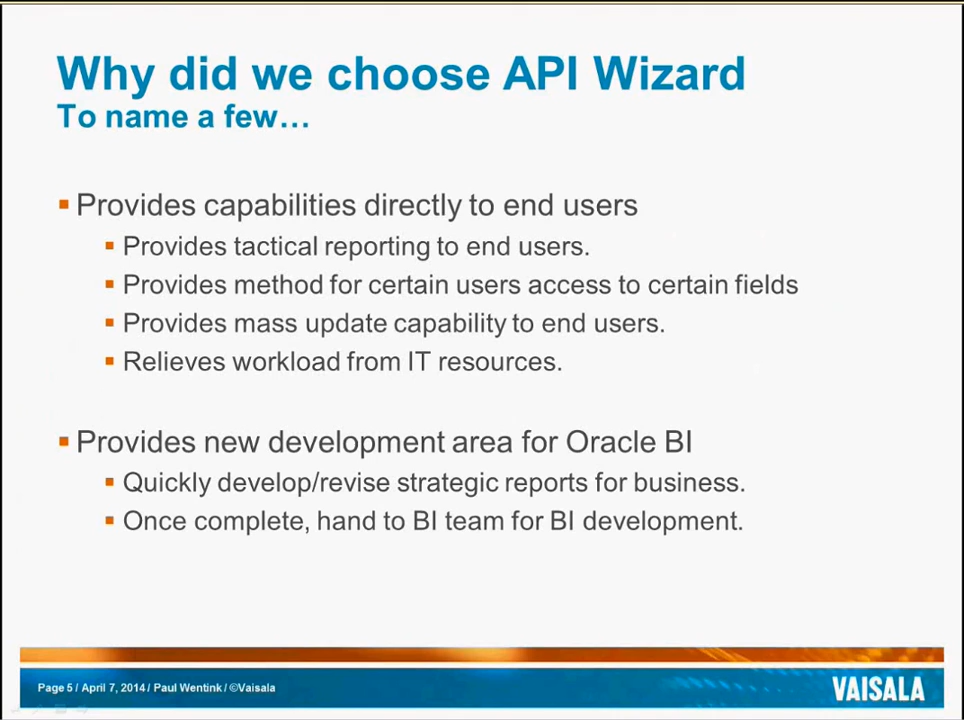 Why did we choose API Wizard
To name a few...
Provides capabilities directly to end users
Provides tactical reporting to end users.
Provides method for certain users access to certain fields
Provides mass update capability to end users.
Relieves workload from IT resources.
Provides new development area for Oracle BI
Quickly develop/revise strategic reports for business.
Once complete, hand to BI team for BI development.
Page 5 / April 7, 2014 / Paul Wentink / ©Vaisala
VAISALA